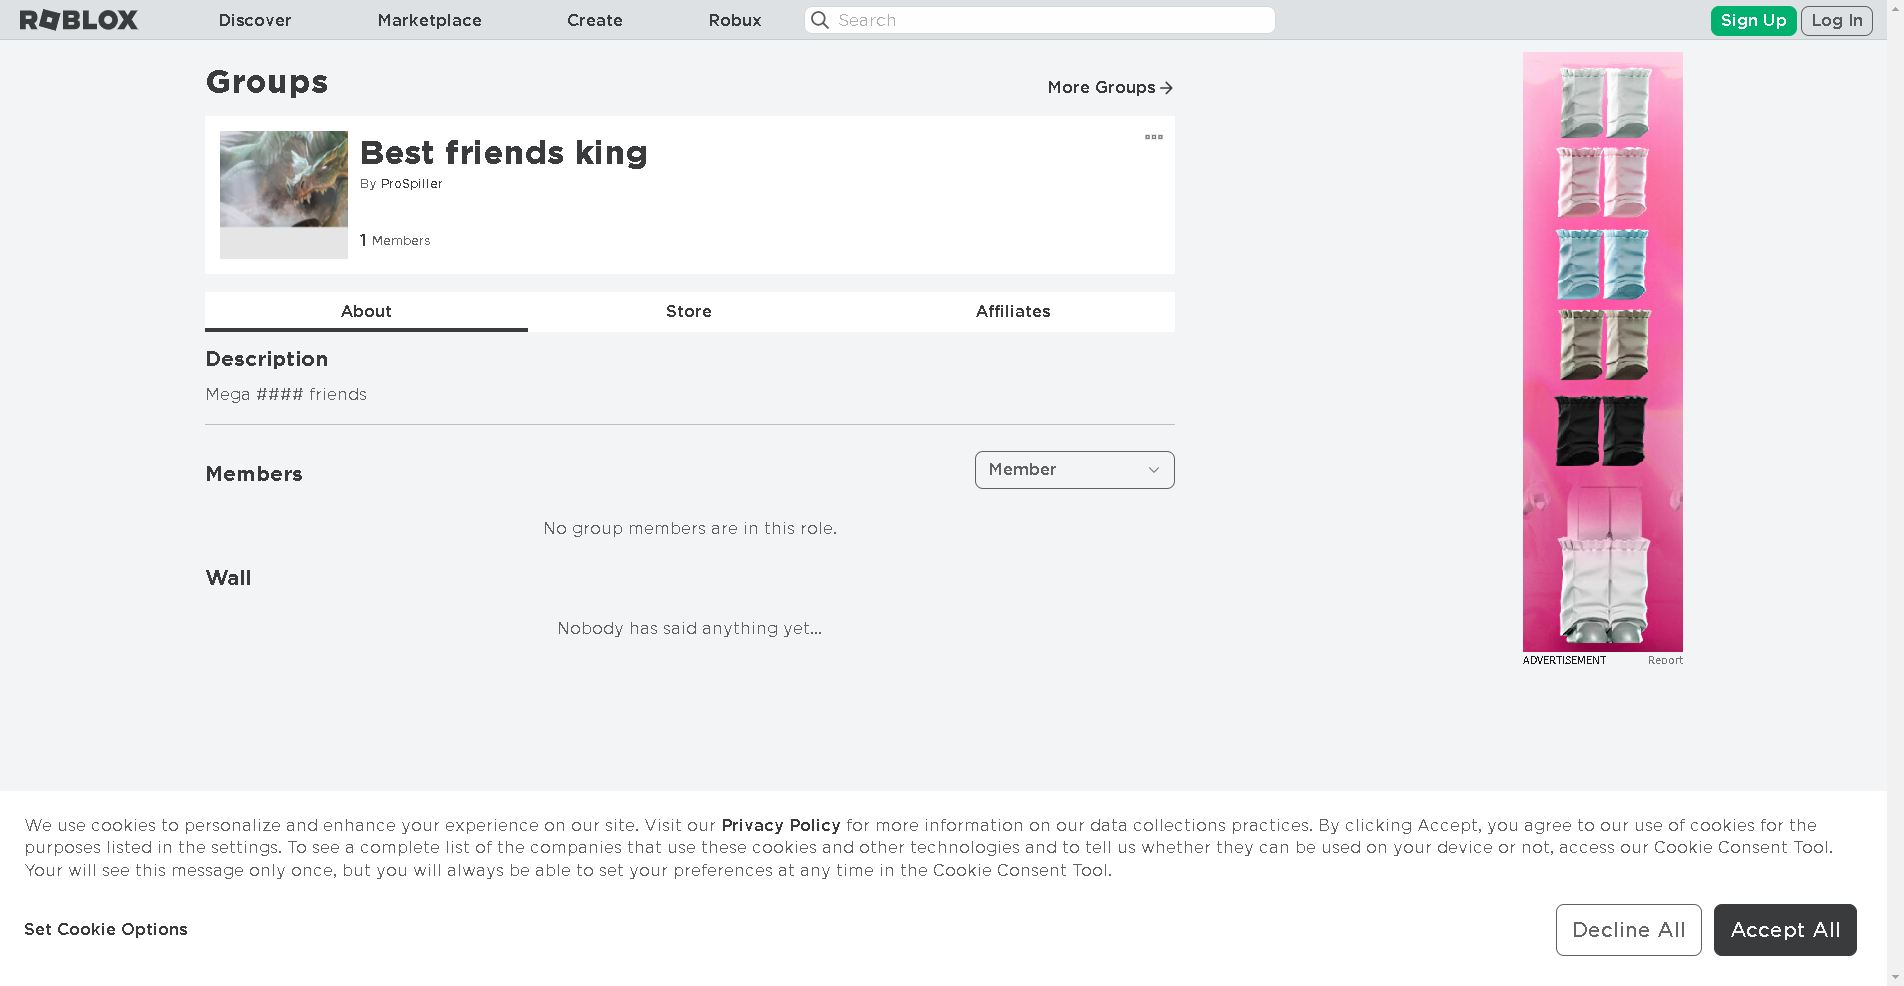 ROBLOX
Discover
Marketplace
Create
Robux
Search
Sign Up
Log In
Groups
More Groups
Best friends king
By ProSpiller
1 Members
About
Store
Affiliates
Description
Mega #### friends
Members
Member
No group members are in this role.
Wall
Nobody has said anything yet...
ADVERTISEMENT
Report
We use cookies to personalize and enhance your experience on our site. Visit our Privacy Policy for more information on our data collections practices. By clicking Accept, you agree to our use of cookies for the
purposes listed in the settings. To see a complete list of the companies that use these cookies and other technologies and to tell us whether they can be used on your device or not, access our Cookie Consent Tool.
Your will see this message only once, but you will always be able to set your preferences at any time in the Cookie Consent Tool.
Set Cookie Options
Decline All
Accept All